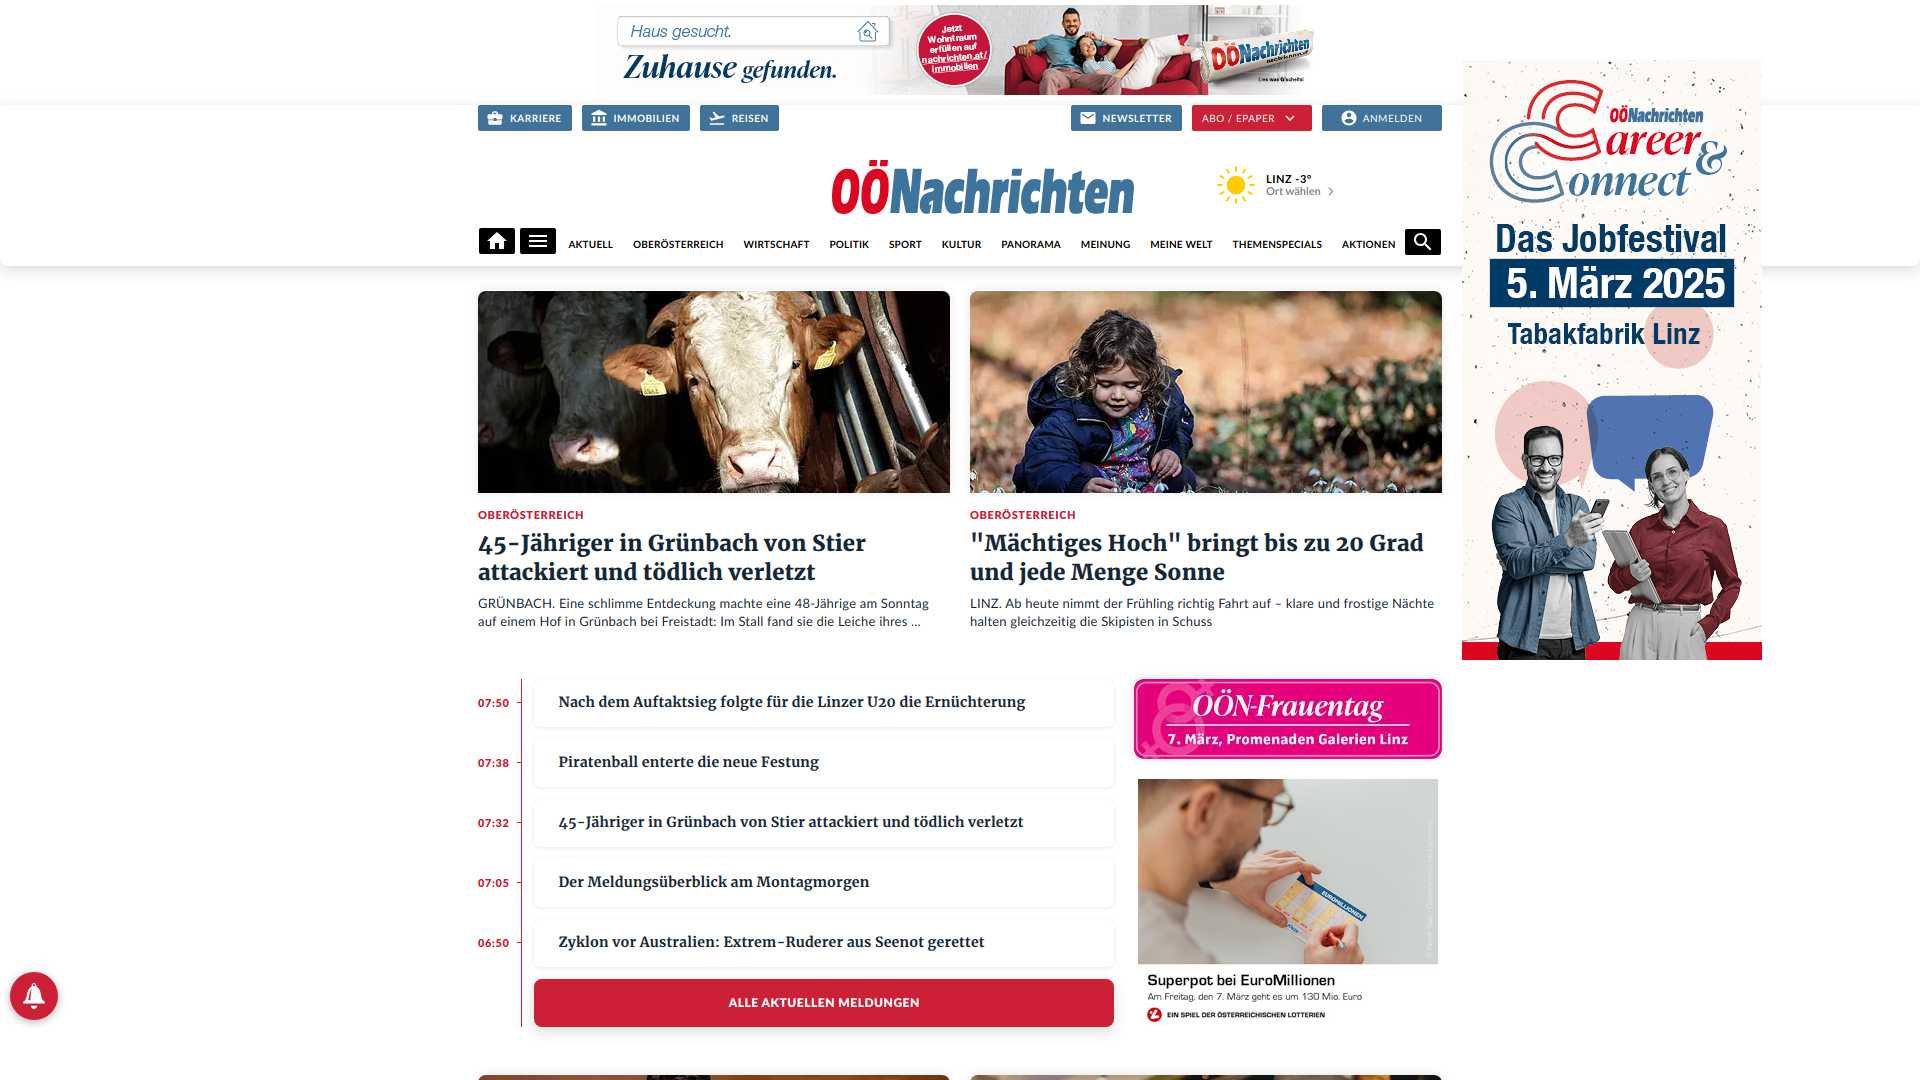 Haus gesucht.
Zuhause gefunden.
Jetzt
Wohntraum
erfüllen auf
nachrichten.at/
immobilien
OÖNachrichten
Lies was G'scheits!
KARRIERE
IMMOBILIEN
REISEN
NEWSLETTER
ABO / EPAPER
ANMELDEN
OÖNachrichten
LINZ -3°
Ort wählen
AKTUELL
OBERÖSTERREICH
WIRTSCHAFT
POLITIK
SPORT
KULTUR
PANORAMA
MEINUNG
MEINE WELT
THEMENSPECIALS
AKTIONEN
OÖNachrichten
Career &
Connect
Das Jobfestival
5. März 2025
Tabakfabrik Linz
OBERÖSTERREICH
45-Jähriger in Grünbach von Stier
attackiert und tödlich verletzt
GRÜNBACH. Eine schlimme Entdeckung machte eine 48-Jährige am Sonntag
auf einem Hof in Grünbach bei Freistadt: Im Stall fand sie die Leiche ihres ...
OBERÖSTERREICH
"Mächtiges Hoch" bringt bis zu 20 Grad
und jede Menge Sonne
LINZ. Ab heute nimmt der Frühling richtig Fahrt auf – klare und frostige Nächte
halten gleichzeitig die Skipisten in Schuss
07:50 Nach dem Auftaktsieg folgte für die Linzer U20 die Ernüchterung
07:38 Piratenball enterte die neue Festung
07:32 45-Jähriger in Grünbach von Stier attackiert und tödlich verletzt
07:05 Der Meldungsüberblick am Montagmorgen
06:50 Zyklon vor Australien: Extrem-Ruderer aus Seenot gerettet
ALLE AKTUELLEN MELDUNGEN
OÖN-Frauentag
7. März, Promenaden Galerien Linz
EUROMILLIONEN
Superpot bei EuroMillionen
Am Freitag, den 7. März geht es um 130 Mio. Euro
EIN SPIEL DER ÖSTERREICHISCHEN LOTTERIEN